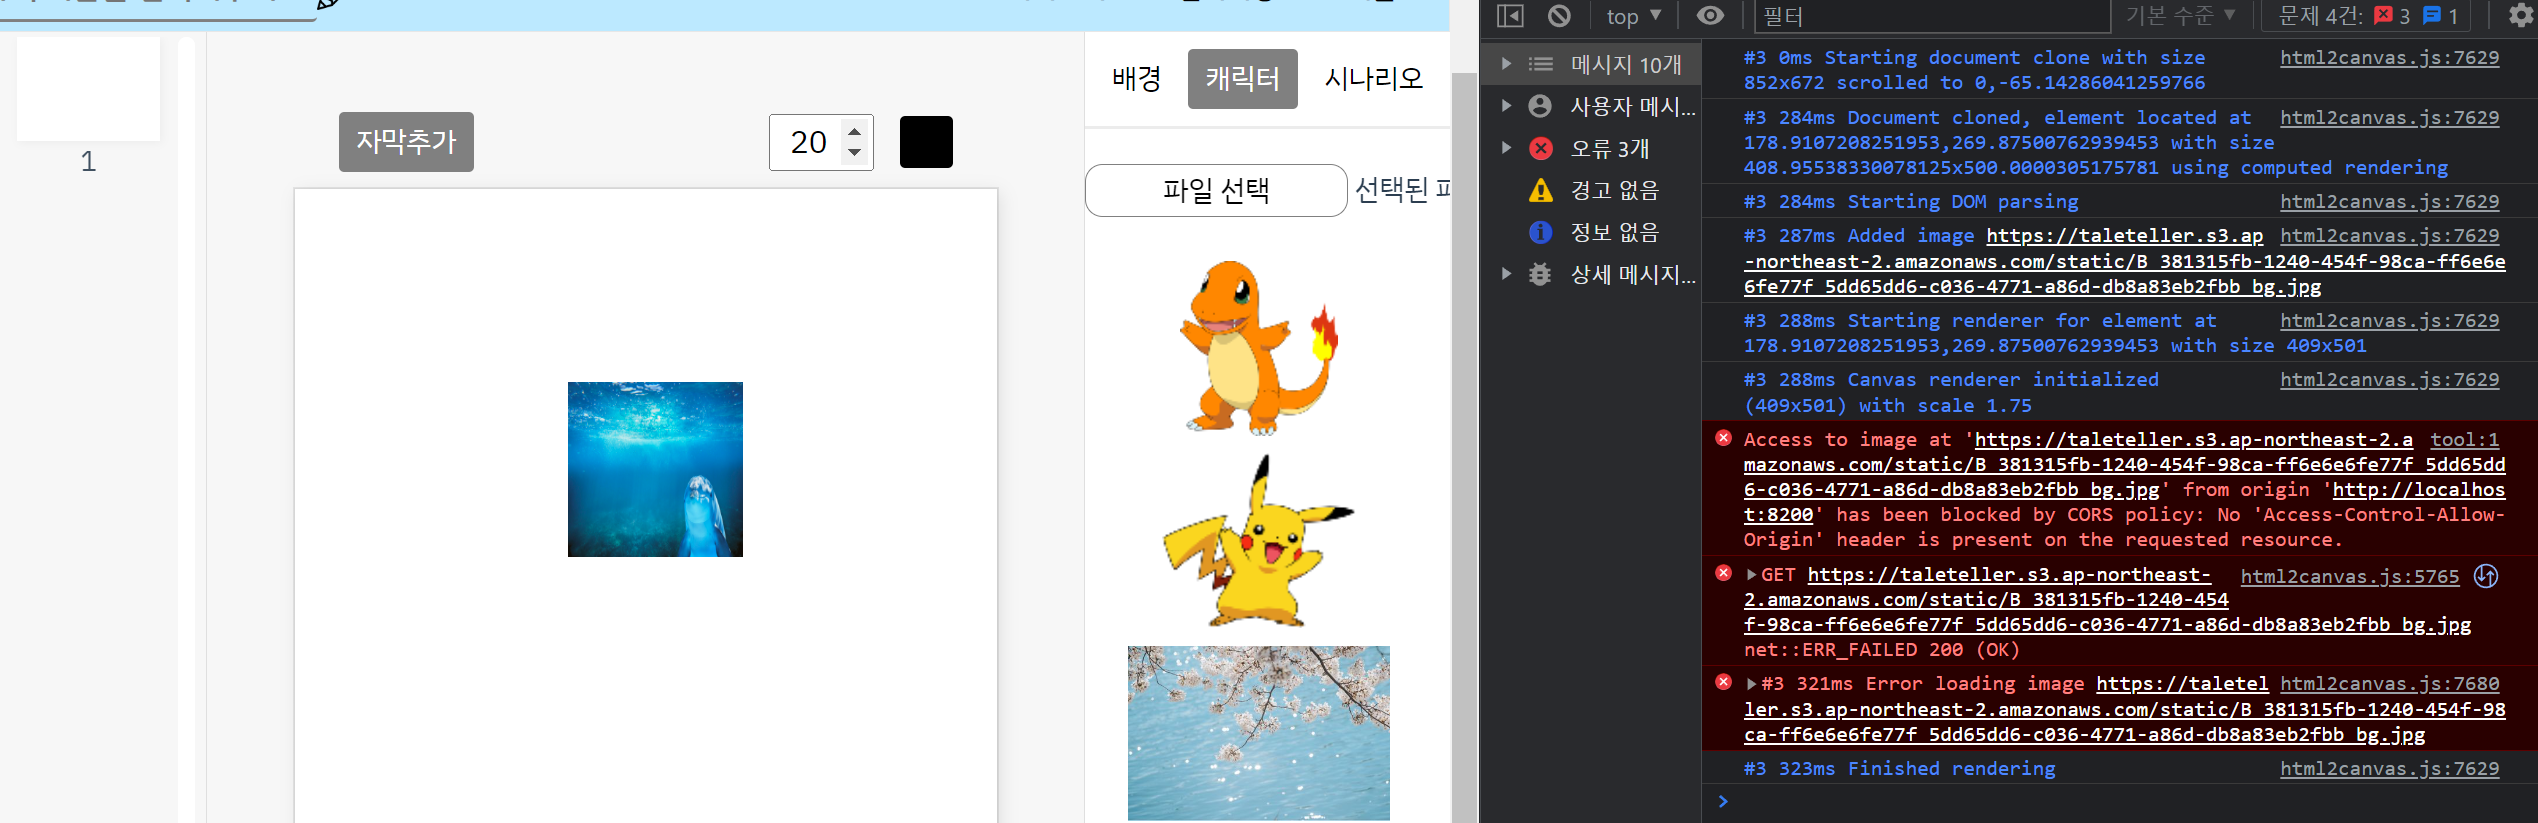 1
자막추가
20
배경
캐릭터
시나리오
파일 선택
선택된
top
필터
기본 수준
문제 4건:
3
1
메시지 10개
사용자 메시...
오류 3개
경고 없음
정보 없음
상세 메시지...
#3 0ms Starting document clone with size html2canvas.js:7629
852x672 scrolled to 0,-65.14286041259766
#3 284ms Document cloned, element located at html2canvas.js:7629
178.9107208251953,269.87500762939453 with size
408.95538330078125x500.0000305175781 using computed rendering
#3 284ms Starting DOM parsing html2canvas.js:7629
#3 287ms Added image https://taleteller.s3.ap html2canvas.js:7629
-northeast-2.amazonaws.com/static/B_381315fb-1240-454f-98ca-ff6e6e
6fe77f_5dd65dd6-c036-4771-a86d-db8a83eb2fbb_bg.jpg
#3 288ms Starting renderer for element at html2canvas.js:7629
178.9107208251953,269.87500762939453 with size 409x501
#3 288ms Canvas renderer initialized html2canvas.js:7629
(409x501) with scale 1.75
Access to image at 'https://taleteller.s3.ap-northeast-2.a tool:1
mazonaws.com/static/B_381315fb-1240-454f-98ca-ff6e6e6fe77f_5dd65dd
6-c036-4771-a86d-db8a83eb2fbb_bg.jpg' from origin 'http://localhos
t:8200' has been blocked by CORS policy: No 'Access-Control-Allow-
Origin' header is present on the requested resource.
GET https://taleteller.s3.ap-northeast- html2canvas.js:5765
2.amazonaws.com/static/B_381315fb-1240-454
f-98ca-ff6e6e6fe77f_5dd65dd6-c036-4771-a86d-db8a83eb2fbb_bg.jpg
net::ERR_FAILED 200 (OK)
#3 321ms Error loading image https://taletel html2canvas.js:7680
ler.s3.ap-northeast-2.amazonaws.com/static/B_381315fb-1240-454f-98
ca-ff6e6e6fe77f_5dd65dd6-c036-4771-a86d-db8a83eb2fbb_bg.jpg
#3 323ms Finished rendering html2canvas.js:7629